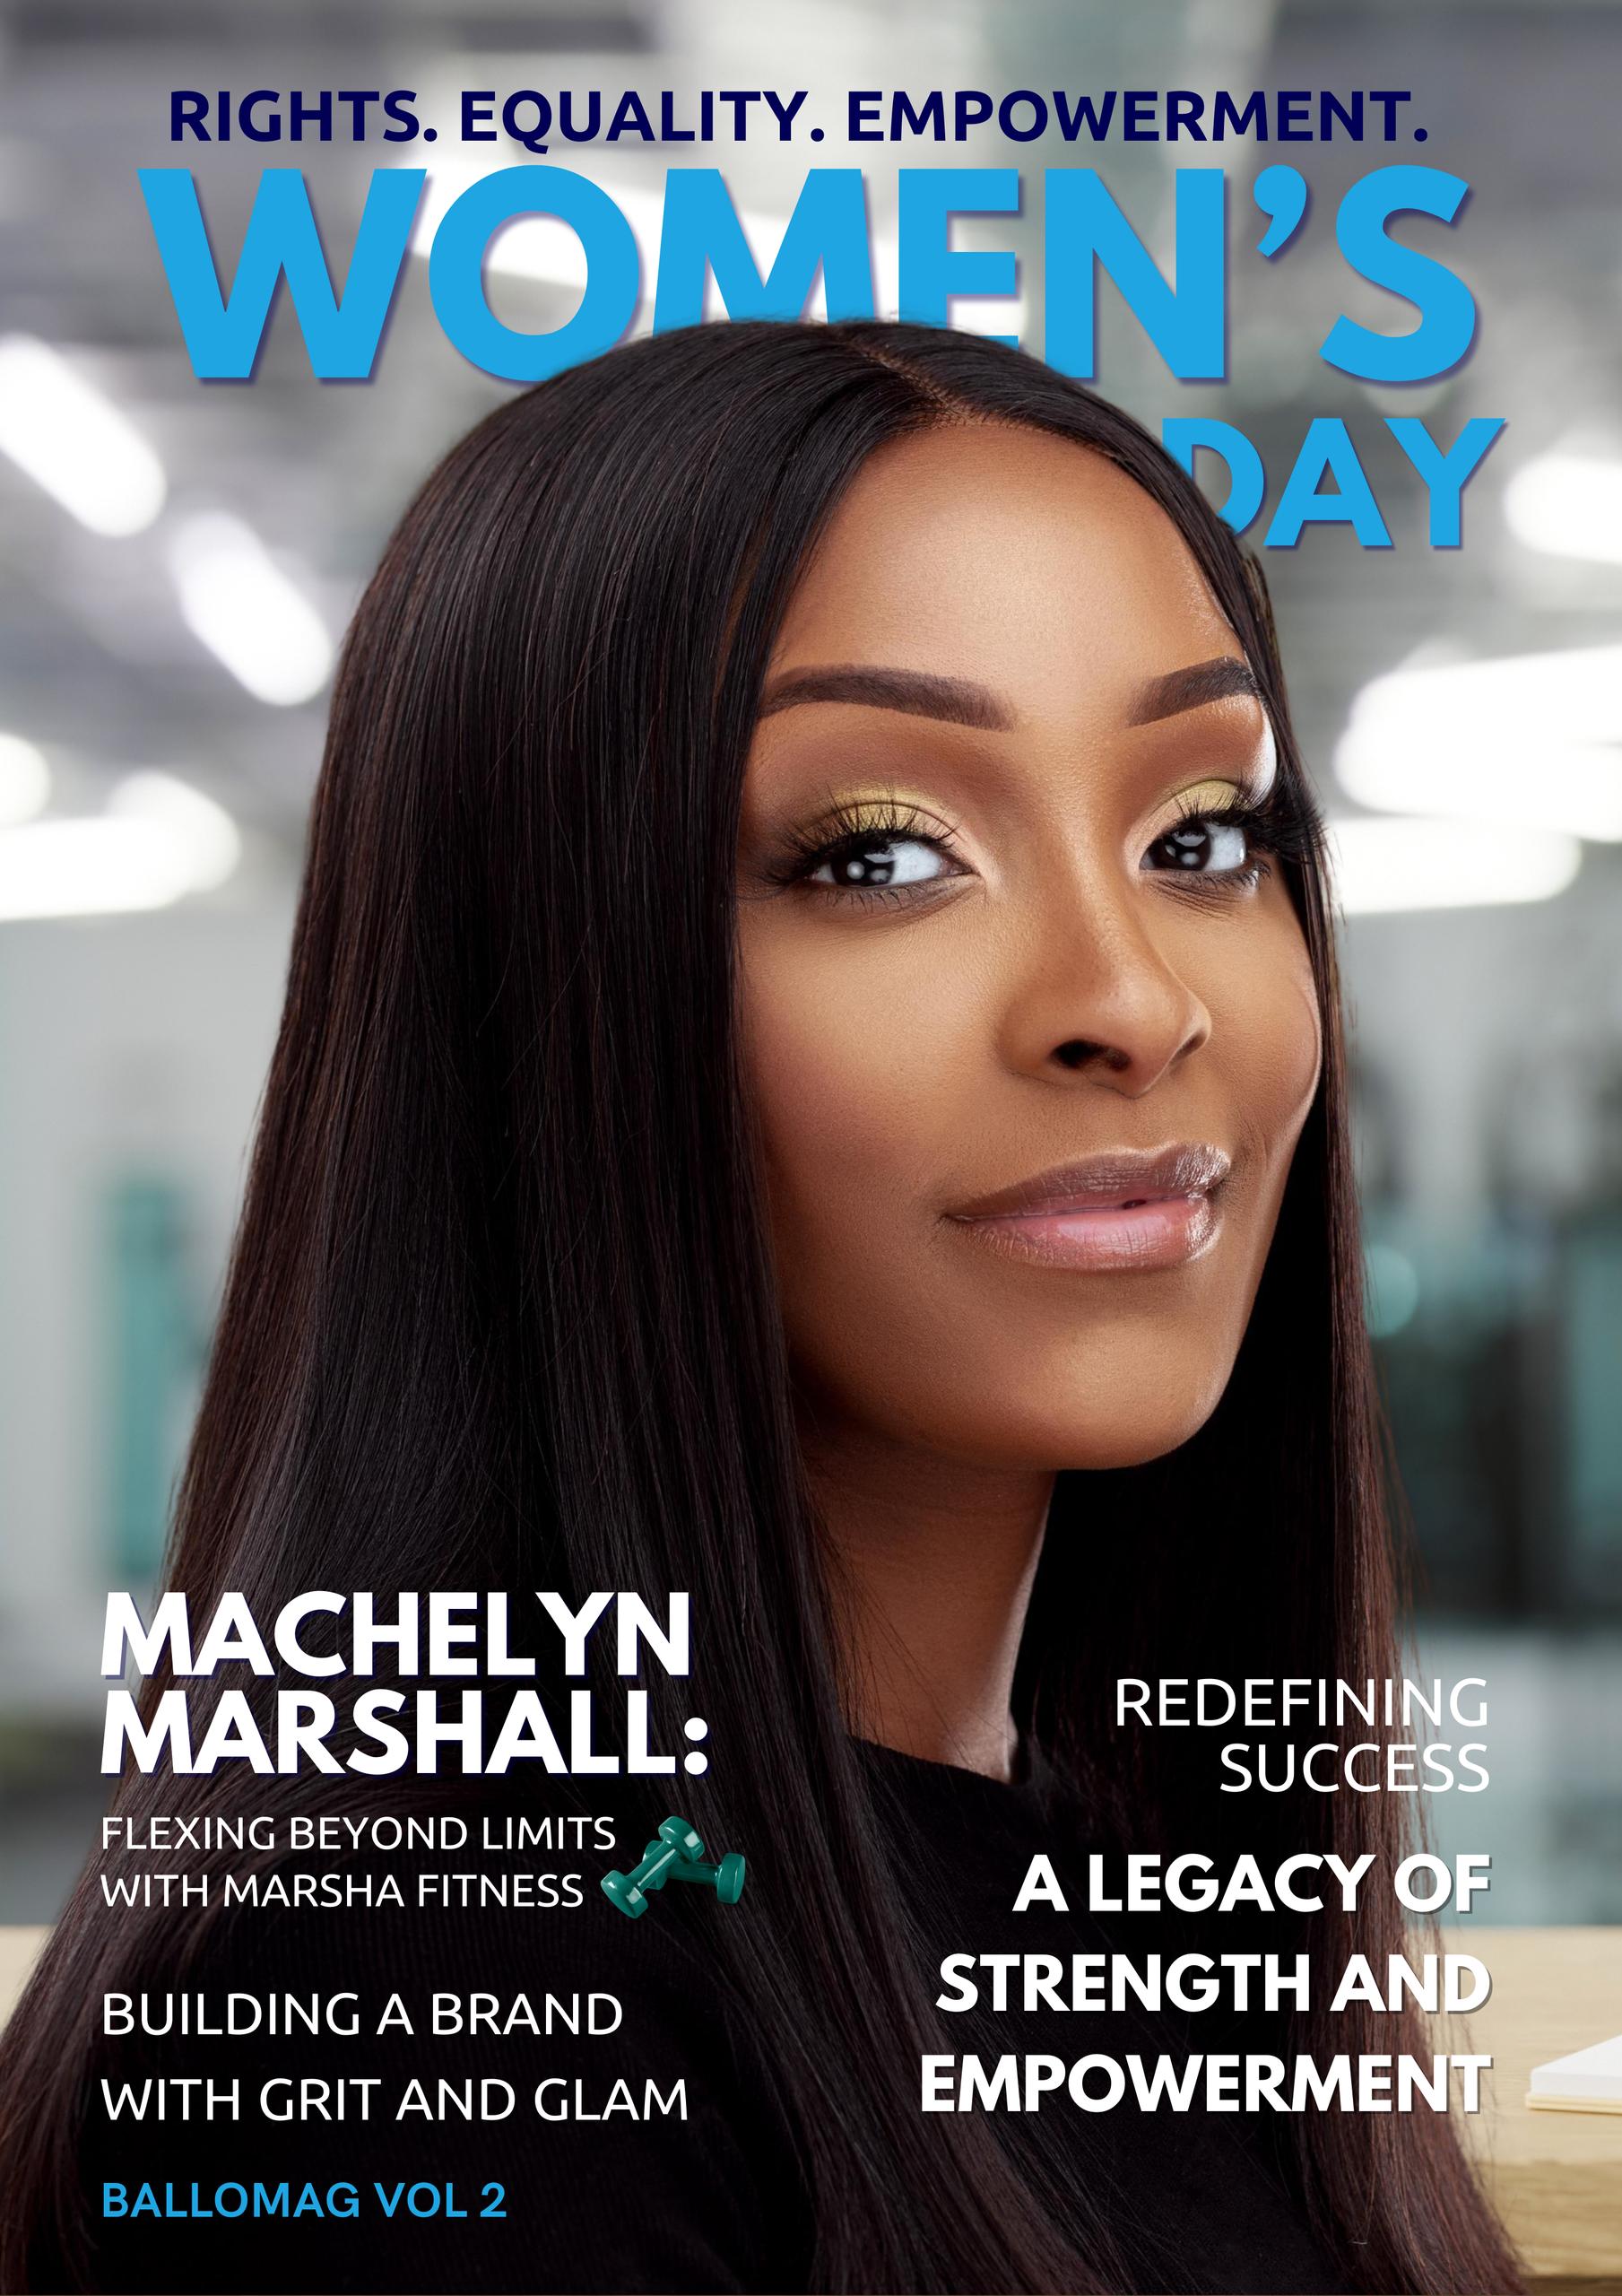 RIGHTS. EQUALITY. EMPOWERMENT.
WOMEN'S
DAY
MACHELYN
MARSHALL:
FLEXING BEYOND LIMITS
WITH MARSHA FITNESS
BUILDING A BRAND
WITH GRIT AND GLAM
BALLOMAG VOL 2
REDEFINING
SUCCESS
A LEGACY OF
STRENGTH AND
EMPOWERMENT